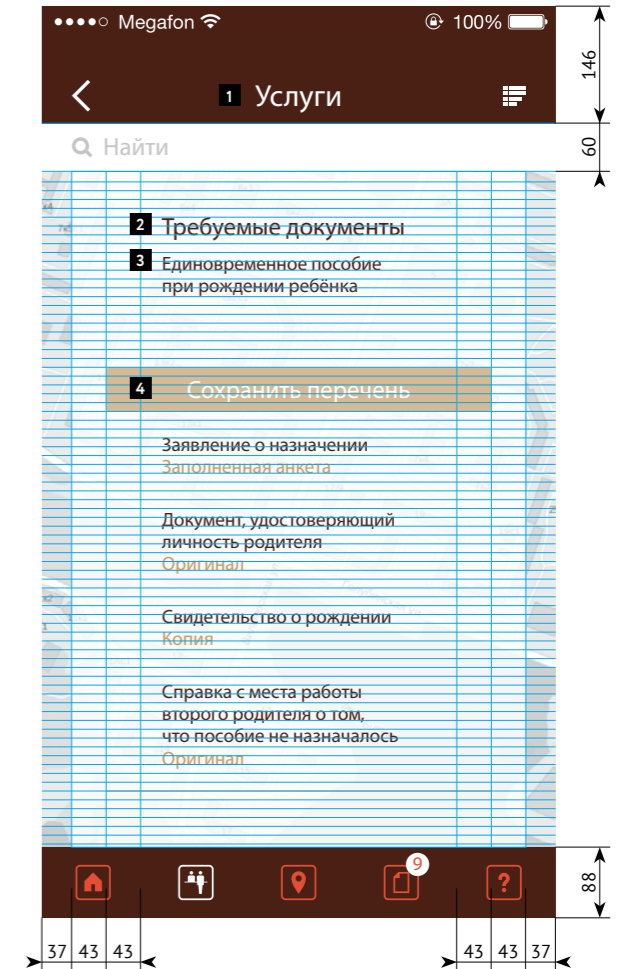 Megafon 100%
146
1 Услуги
Найти
60
2 Требуемые документы
3 Единовременное пособие
при рождении ребёнка
4 Сохранить перечень
Заявление о назначении
Заполненная анкета
Документ, удостоверяющий
личность родителя
Оригинал
Свидетельство о рождении
Копия
Справка с места работы
второго родителя о том,
что пособие не назначалось
Оригинал
9
?
88
37 43 43 43 43 37